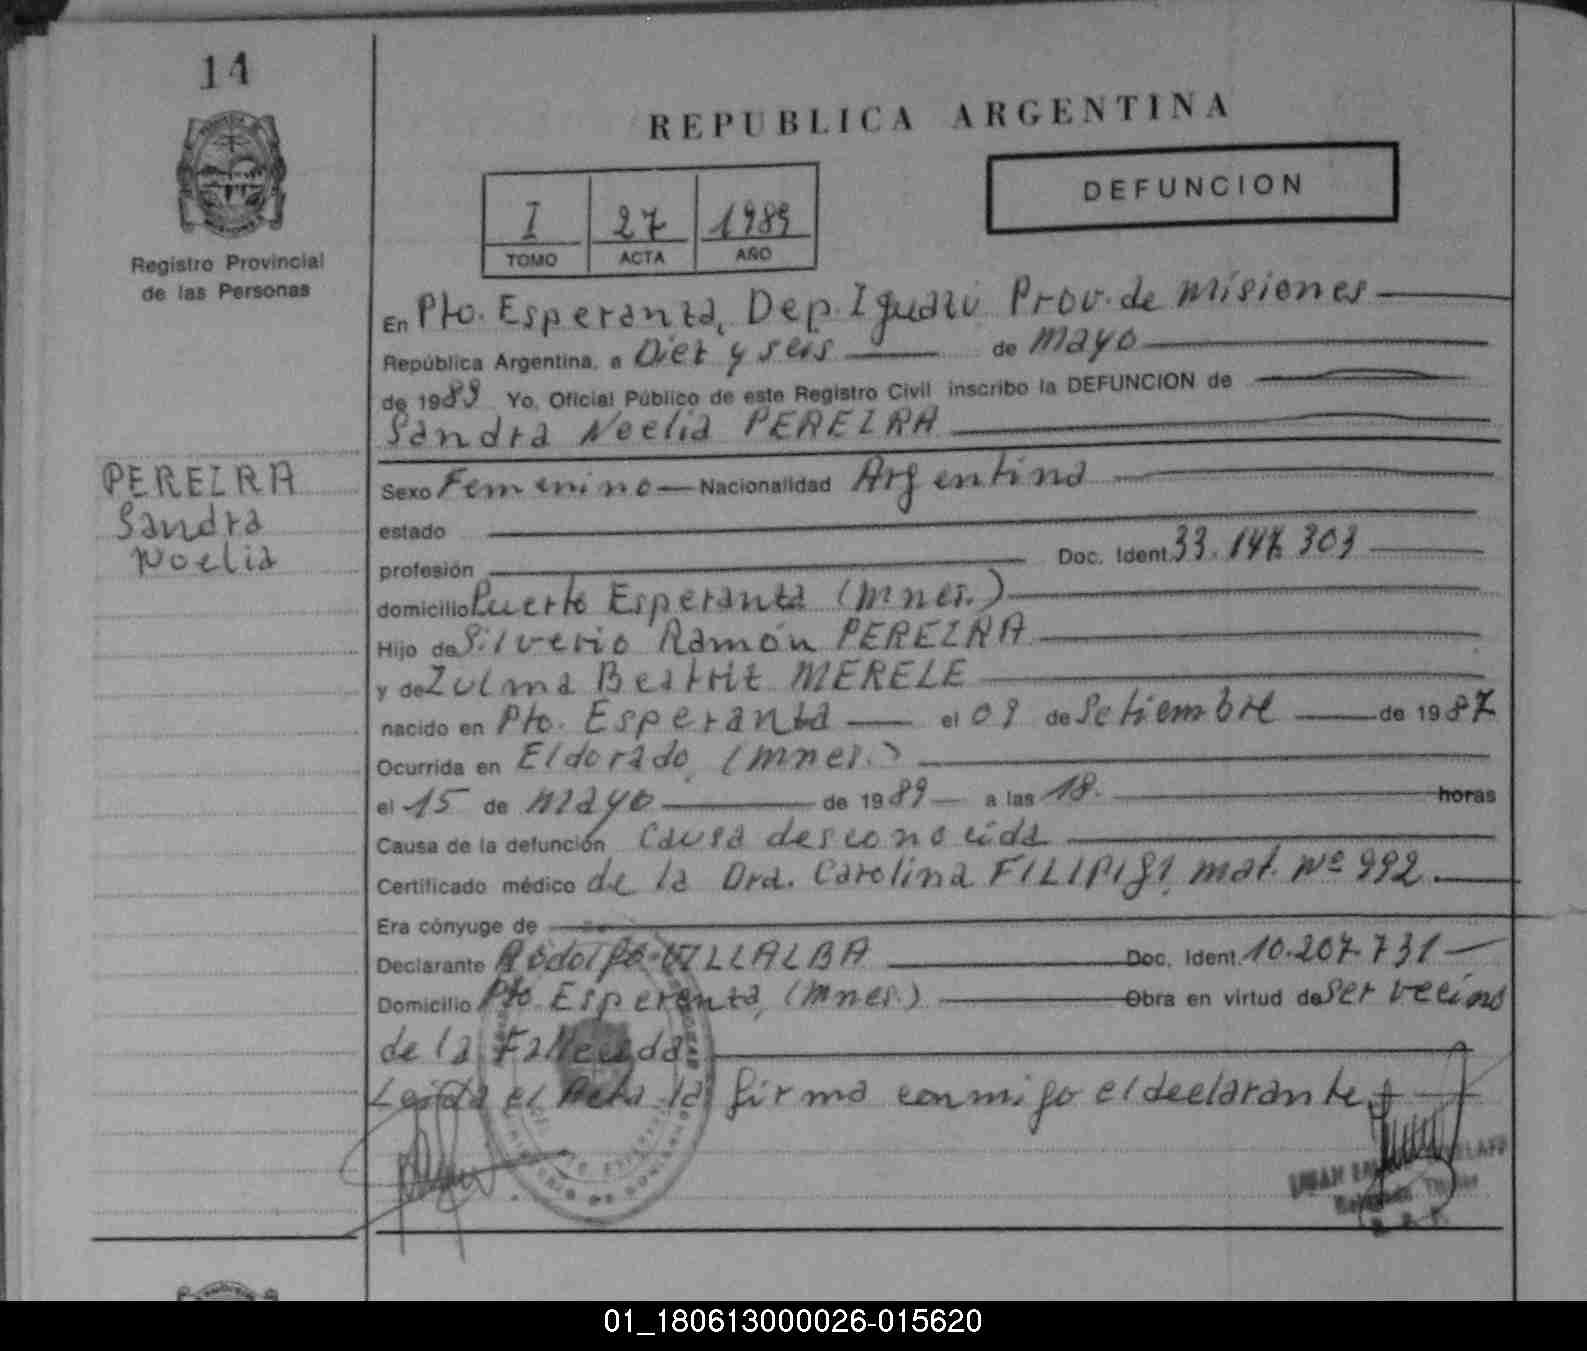 14
REPUBLICA ARGENTINA
DEFUNCION
I 27 1989
TOMO ACTA AÑO
Registro Provincial
de las Personas
En Pto. Esperanza, Dep. Iguazú Prov. de Misiones
República Argentina, a Diez y seis de Mayo
de 1989 Yo, Oficial Público de este Registro Civil inscribo la DEFUNCION de
Sandra Noelia PEREIRA
PEREIRA
Sandra
Noelia
Sexo Femenino Nacionalidad Argentina
estado
profesión Doc. Ident. 33.147.303
domicilio Puerto Esperanza (Mnes.)
Hijo de Silverio Ramón PEREIRA
y de Zulma Beatriz MERELE
nacido en Pto. Esperanza el 09 de Setiembre de 1987
Ocurrida en Eldorado, (Mnes.)
el 15 de Mayo de 1989 a las 18. horas
Causa de la defunción Causa desconocida
Certificado médico de la Dra. Carolina mat. Nº 992
Era cónyuge de
Declarante Rodolfo VILLALBA Doc. Ident. 10.207.731
Domicilio Pto Esperanza, (Mnes.) Obra en virtud de ser vecino
de la Fallecida
Leída el Acta la firma conmigo el declarante
01_180613000026-015620